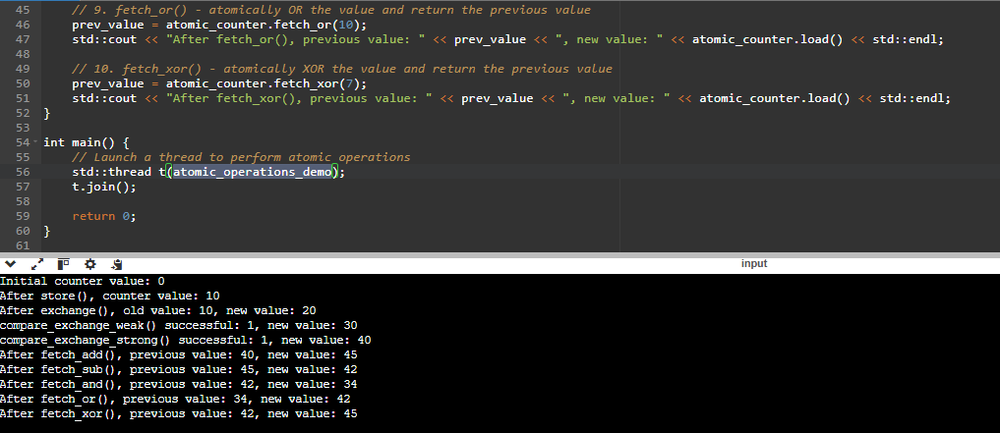 45 // 9. fetch_or() - atomically OR the value and return the previous value
46 prev_value = atomic_counter.fetch_or(10);
47 std::cout << "After fetch_or(), previous value: " << prev_value << ", new value: " << atomic_counter.load() << std::endl;
48
49 // 10. fetch_xor() - atomically XOR the value and return the previous value
50 prev_value = atomic_counter.fetch_xor(7);
51 std::cout << "After fetch_xor(), previous value: " << prev_value << ", new value: " << atomic_counter.load() << std::endl;
52 }
53
54 int main() {
55 // Launch a thread to perform atomic operations
56 std::thread t(atomic_operations_demo);
57 t.join();
58
59 return 0;
60 }
61
input
Initial counter value: 0
After store(), counter value: 10
After exchange(), old value: 10, new value: 20
compare_exchange_weak() successful: 1, new value: 30
compare_exchange_strong() successful: 1, new value: 40
After fetch_add(), previous value: 40, new value: 45
After fetch_sub(), previous value: 45, new value: 42
After fetch_and(), previous value: 42, new value: 34
After fetch_or(), previous value: 34, new value: 42
After fetch_xor(), previous value: 42, new value: 45